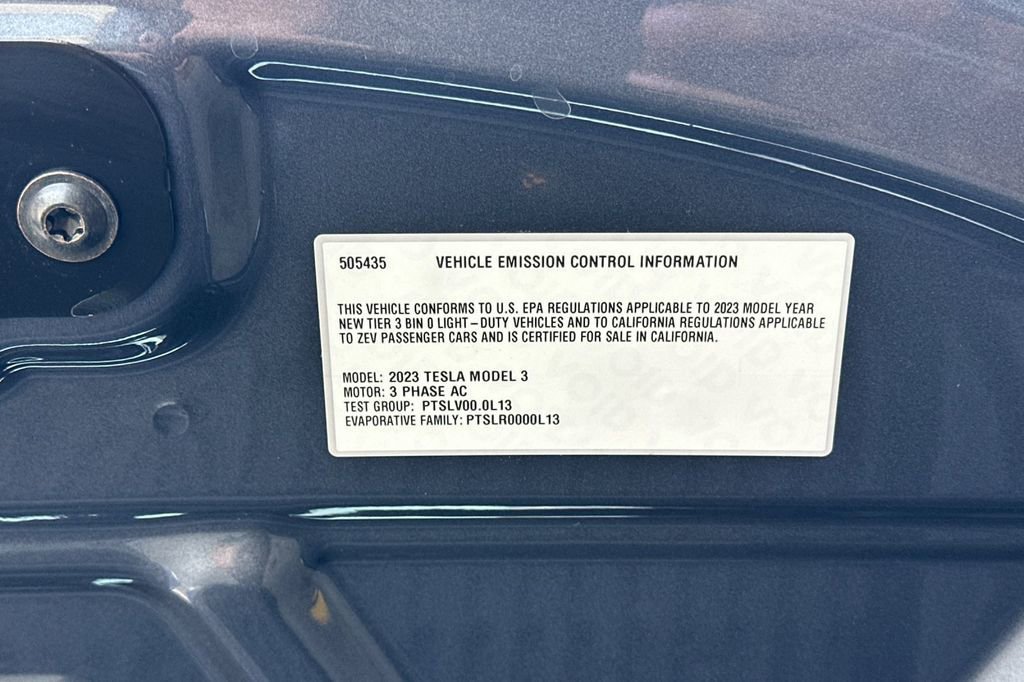 505435 VEHICLE EMISSION CONTROL INFORMATION
THIS VEHICLE CONFORMS TO U.S. EPA REGULATIONS APPLICABLE TO 2023 MODEL YEAR
NEW TIER 3 BIN 0 LIGHT-DUTY VEHICLES AND TO CALIFORNIA REGULATIONS APPLICABLE
TO ZEV PASSENGER CARS AND IS CERTIFIED FOR SALE IN CALIFORNIA.
MODEL: 2023 TESLA MODEL 3
MOTOR: 3 PHASE AC
TEST GROUP: PTSLV00.0L13
EVAPORATIVE FAMILY: PTSLR0000L13